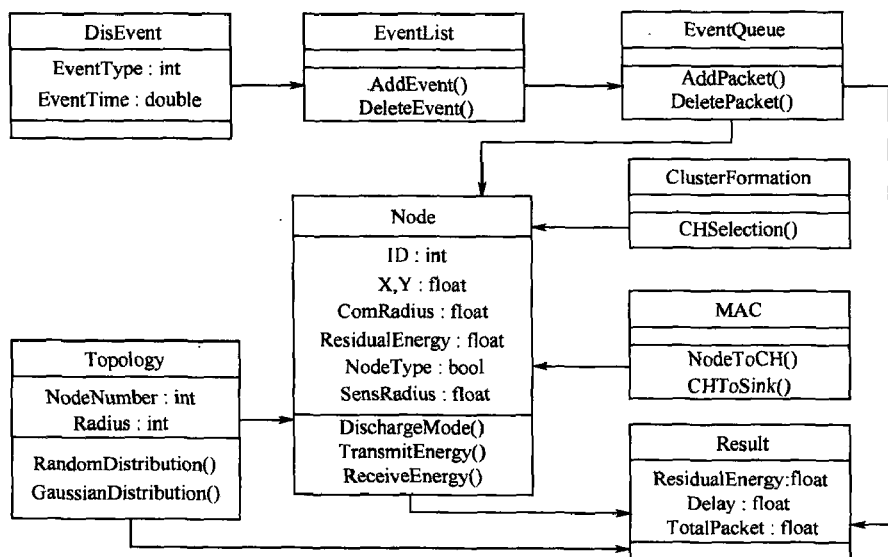 DisEvent
EventType : int
EventTime : double
EventList
AddEvent()
DeleteEvent()
EventQueue
AddPacket()
DeletePacket()
ClusterFormation
CHSelection()
Node
ID : int
X,Y : float
ComRadius : float
ResidualEnergy : float
NodeType : bool
SensRadius : float
DischargeMode()
TransmitEnergy()
ReceiveEnergy()
MAC
NodeToCH()
CHToSink()
Topology
NodeNumber : int
Radius : int
RandomDistribution()
GaussianDistribution()
Result
ResidualEnergy:float
Delay : float
TotalPacket : float